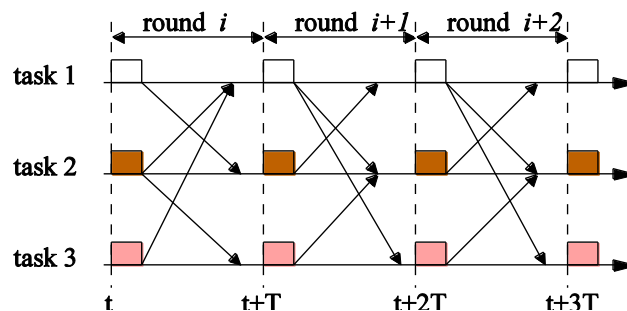 round i round i+1 round i+2
task 1
task 2
task 3
t t+T t+2T t+3T